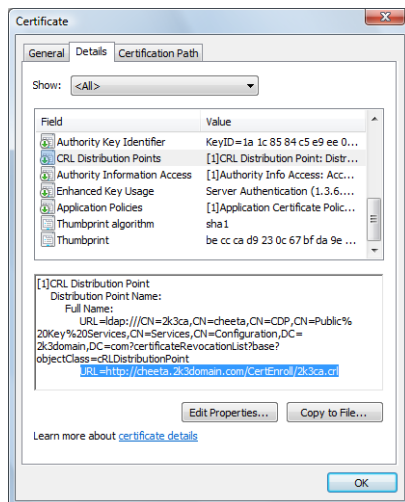 Certificate
General Details Certification Path
Show: <All>
Field Value
Authority Key Identifier KeyID=1a 1c 85 84 c5 e9 ee 0...
CRL Distribution Points [1]CRL Distribution Point: Distr...
Authority Information Access [1]Authority Info Access: Acc...
Enhanced Key Usage Server Authentication (1.3.6....
Application Policies [1]Application Certificate Polic...
Thumbprint algorithm sha1
Thumbprint be cc ca d9 23 0c 67 bf da 9e ...
[1]CRL Distribution Point
Distribution Point Name:
Full Name:
URL=ldap:///CN=2k3ca,CN=cheeta,CN=CDP,CN=Public%
20Key%20Services,CN=Services,CN=Configuration,DC=
2k3domain,DC=com?certificateRevocationList?base?
objectClass=cRLDistributionPoint
URL=http://cheeta.2k3domain.com/CertEnroll/2k3ca.crl
Edit Properties... Copy to File...
Learn more about certificate details
OK